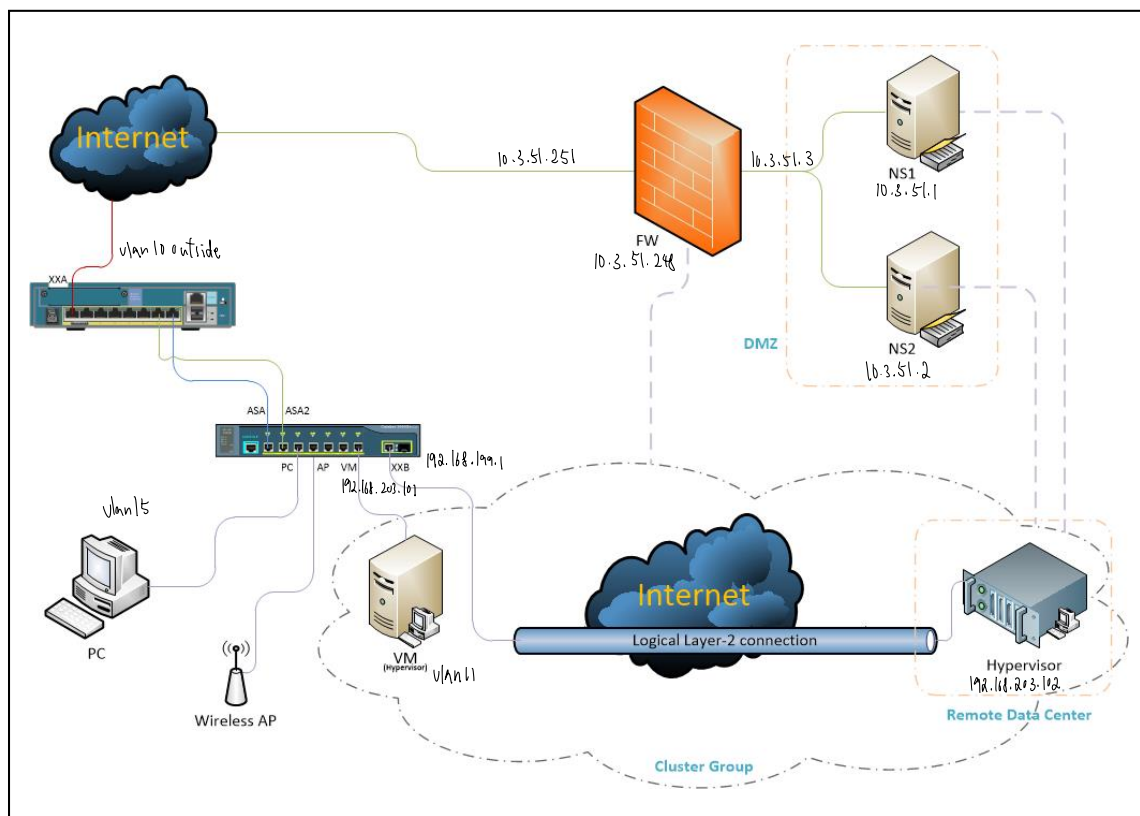 Internet
10.3.51.251
10.3.51.3
NS1
10.3.51.1
FW
10.3.51.248
vlan 10 outside
XXA
DMZ
NS2
10.3.51.2
ASA
ASA2
PC
AP
VM
XXB
192.168.199.1
192.168.203.101
vlan15
PC
Wireless AP
VM
(Hypervisor)
vlan11
Internet
Logical Layer-2 connection
Hypervisor
192.168.203.102
Remote Data Center
Cluster Group